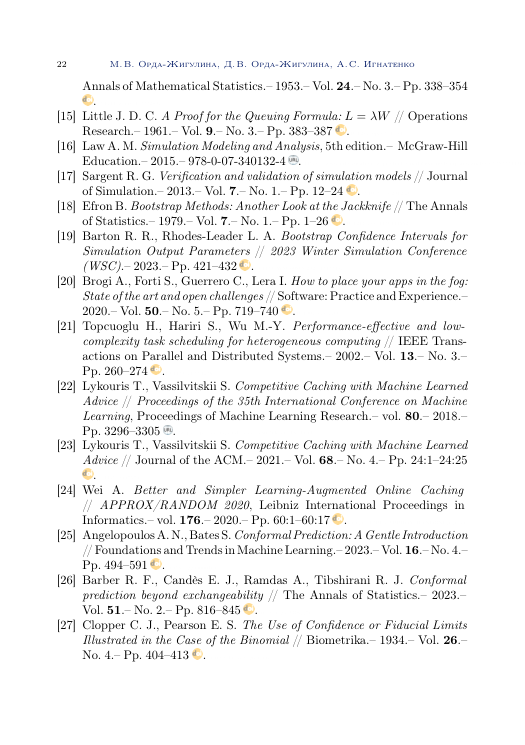 22 М. В. Орда-Жигулина, Д. В. Орда-Жигулина, А. С. Игнатенко
Annals of Mathematical Statistics.– 1953.– Vol. 24.– No. 3.– Pp. 338–354
.
[15] Little J. D. C. A Proof for the Queuing Formula: L = λW // Operations
Research.– 1961.– Vol. 9.– No. 3.– Pp. 383–387 .
[16] Law A. M. Simulation Modeling and Analysis, 5th edition.– McGraw-Hill
Education.– 2015.– 978-0-07-340132-4 .
[17] Sargent R. G. Verification and validation of simulation models // Journal
of Simulation.– 2013.– Vol. 7.– No. 1.– Pp. 12–24 .
[18] Efron B. Bootstrap Methods: Another Look at the Jackknife // The Annals
of Statistics.– 1979.– Vol. 7.– No. 1.– Pp. 1–26 .
[19] Barton R. R., Rhodes-Leader L. A. Bootstrap Confidence Intervals for
Simulation Output Parameters // 2023 Winter Simulation Conference
(WSC).– 2023.– Pp. 421–432 .
[20] Brogi A., Forti S., Guerrero C., Lera I. How to place your apps in the fog:
State of the art and open challenges // Software: Practice and Experience.–
2020.– Vol. 50.– No. 5.– Pp. 719–740 .
[21] Topcuoglu H., Hariri S., Wu M.-Y. Performance-effective and low-
complexity task scheduling for heterogeneous computing // IEEE Trans-
actions on Parallel and Distributed Systems.– 2002.– Vol. 13.– No. 3.–
Pp. 260–274 .
[22] Lykouris T., Vassilvitskii S. Competitive Caching with Machine Learned
Advice // Proceedings of the 35th International Conference on Machine
Learning, Proceedings of Machine Learning Research.– vol. 80.– 2018.–
Pp. 3296–3305 .
[23] Lykouris T., Vassilvitskii S. Competitive Caching with Machine Learned
Advice // Journal of the ACM.– 2021.– Vol. 68.– No. 4.– Pp. 24:1–24:25
.
[24] Wei A. Better and Simpler Learning-Augmented Online Caching
// APPROX/RANDOM 2020, Leibniz International Proceedings in
Informatics.– vol. 176.– 2020.– Pp. 60:1–60:17 .
[25] Angelopoulos A. N., Bates S. Conformal Prediction: A Gentle Introduction
// Foundations and Trends in Machine Learning.– 2023.– Vol. 16.– No. 4.–
Pp. 494–591 .
[26] Barber R. F., Candès E. J., Ramdas A., Tibshirani R. J. Conformal
prediction beyond exchangeability // The Annals of Statistics.– 2023.–
Vol. 51.– No. 2.– Pp. 816–845 .
[27] Clopper C. J., Pearson E. S. The Use of Confidence or Fiducial Limits
Illustrated in the Case of the Binomial // Biometrika.– 1934.– Vol. 26.–
No. 4.– Pp. 404–413 .